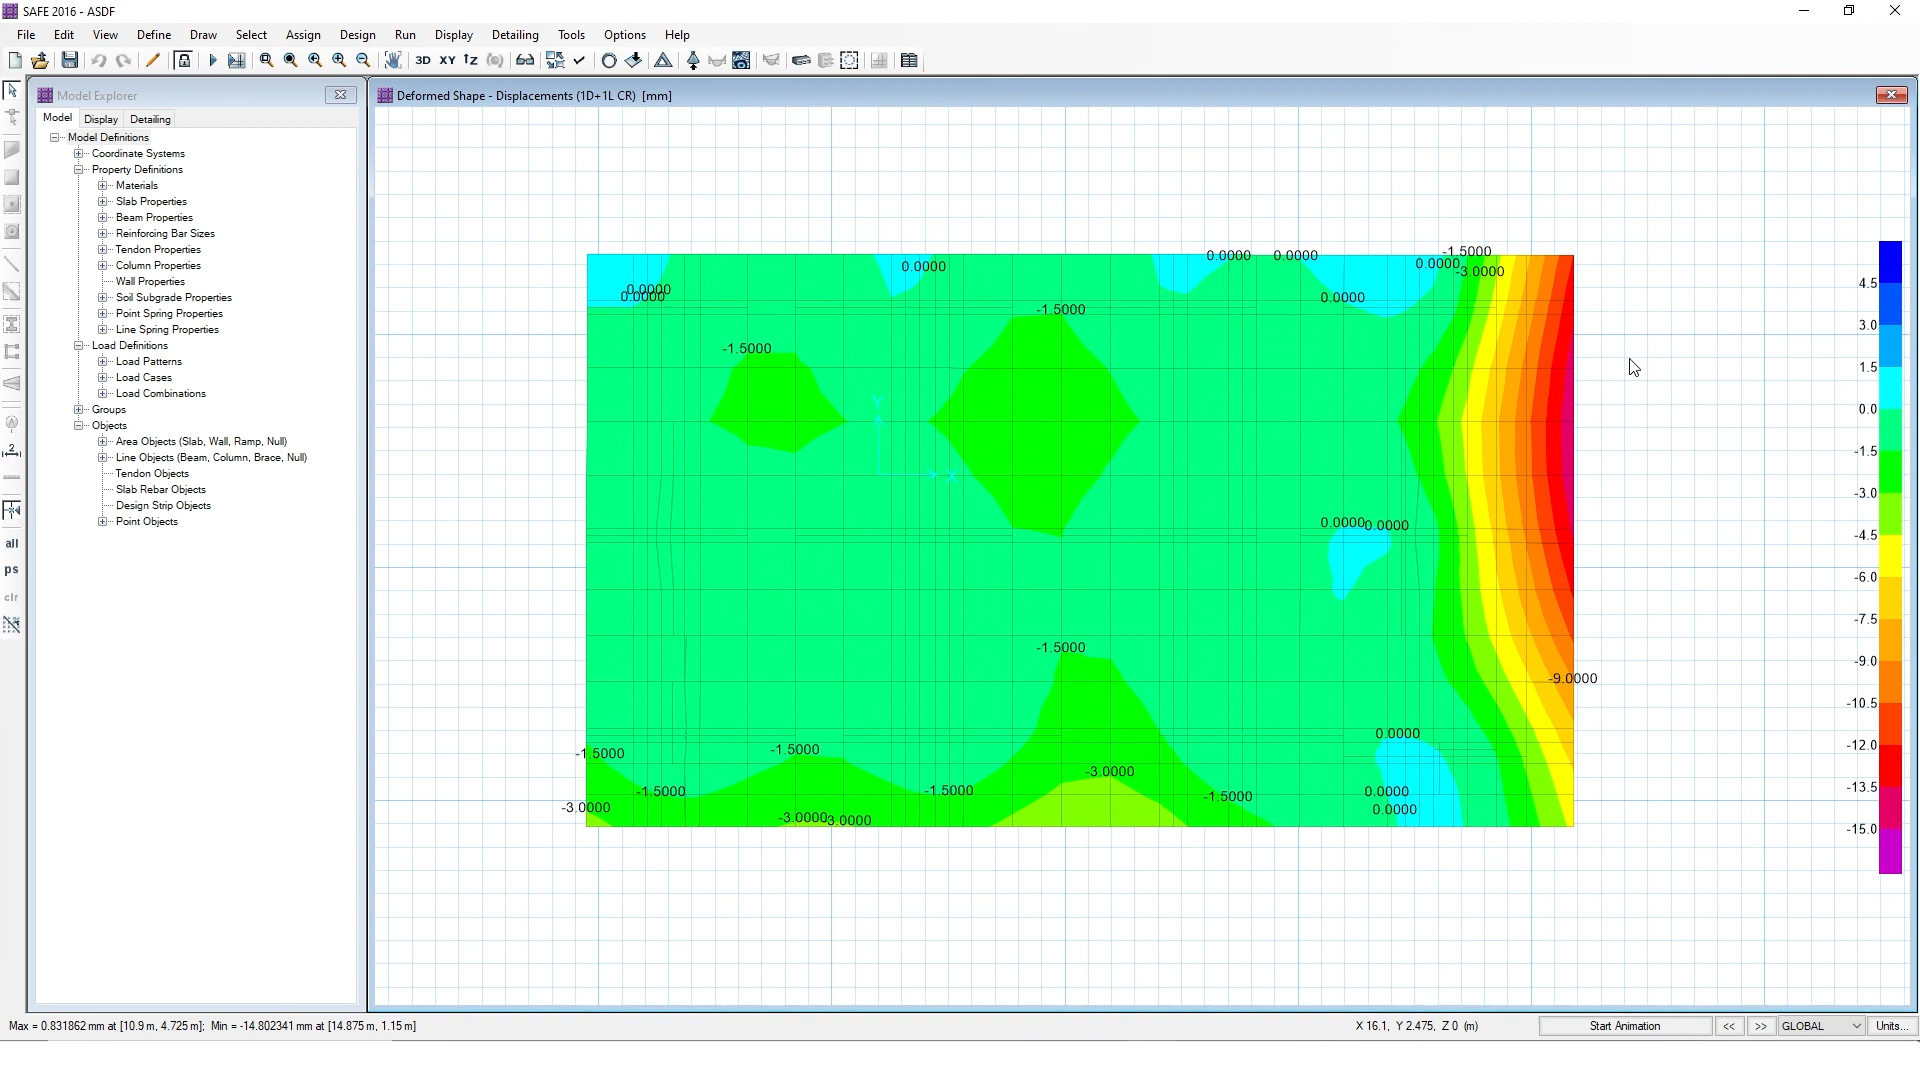 SAFE 2016 - ASDF
File Edit View Define Draw Select Assign Design Run Display Detailing Tools Options Help
3D XY
Model Explorer
Model Display Detailing
Model Definitions
Coordinate Systems
Property Definitions
Materials
Slab Properties
Beam Properties
Reinforcing Bar Sizes
Tendon Properties
Column Properties
Wall Properties
Soil Subgrade Properties
Point Spring Properties
Line Spring Properties
Load Definitions
Load Patterns
Load Cases
Load Combinations
Groups
Objects
Area Objects (Slab, Wall, Ramp, Null)
Line Objects (Beam, Column, Brace, Null)
Tendon Objects
Slab Rebar Objects
Design Strip Objects
Point Objects
all
ps
clr
Deformed Shape - Displacements (1D+1L CR) [mm]
-1.5000
0.0000 0.0000
0.0000 0.0000 -3.0000
0.0000
0.0000 0.0000
-1.5000
-1.5000
Y
X
0.0000 0.0000
-1.5000
-9.0000
0.0000
-1.5000 -1.5000
-3.0000
-1.5000 -1.5000 -1.5000 0.0000
-3.0000 0.0000
-3.0000 3.0000
4.5
3.0
1.5
0.0
-1.5
-3.0
-4.5
-6.0
-7.5
-9.0
-10.5
-12.0
-13.5
-15.0
Max = 0.831862 mm at [10.9 m, 4.725 m]; Min = -14.802341 mm at [14.875 m, 1.15 m]
X 16.1, Y 2.475, Z 0 (m)
Start Animation << >> GLOBAL Units...